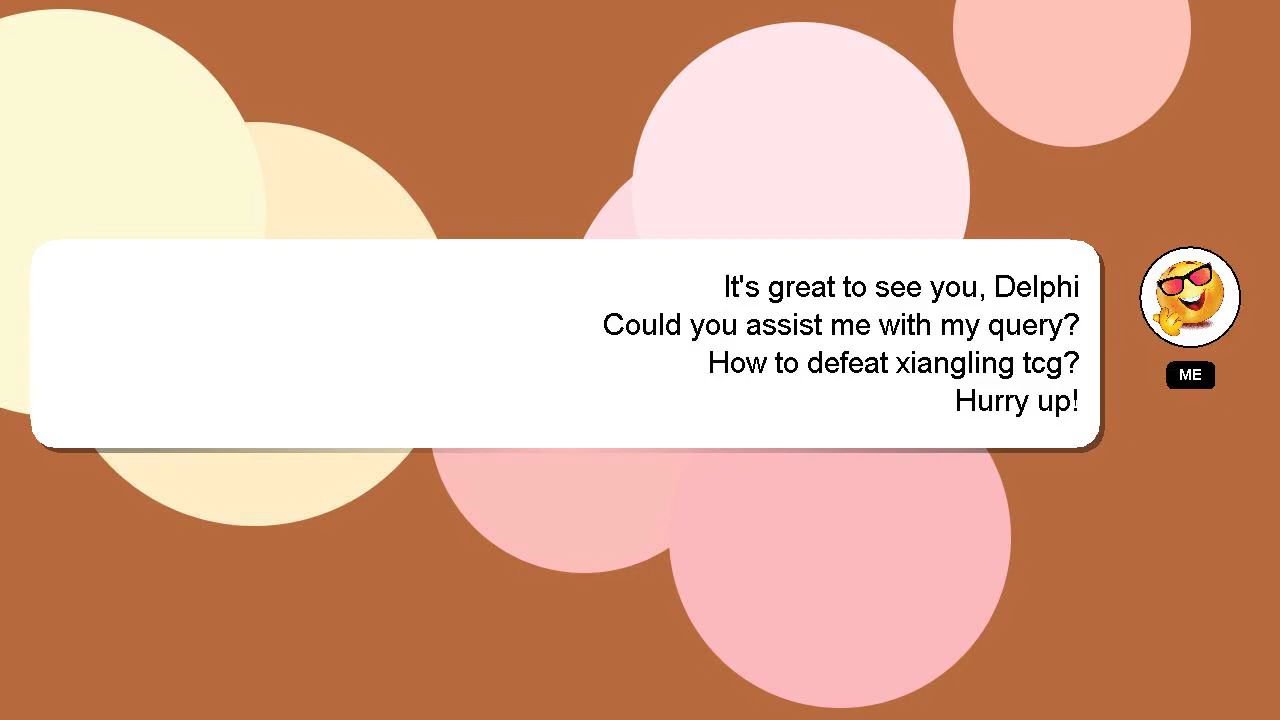 It's great to see you, Delphi
Could you assist me with my query?
How to defeat xiangling tcg?
Hurry up!
ME